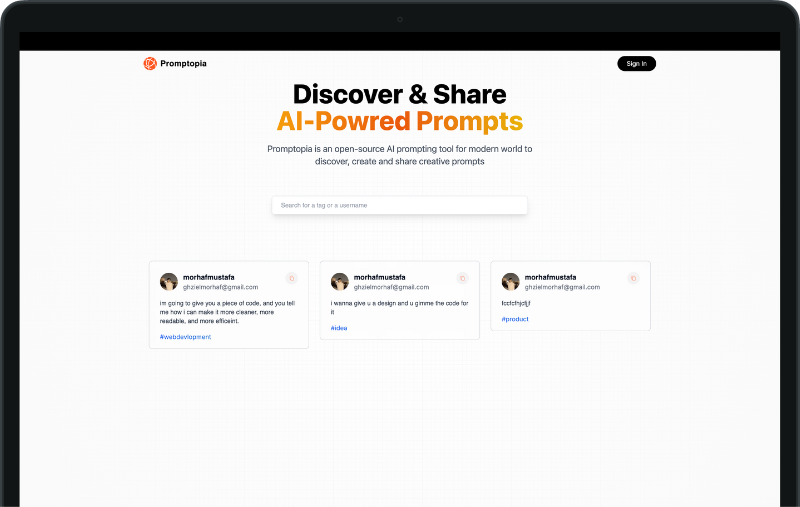 Promptopia
Sign In
Discover & Share
AI-Powred Prompts
Promptopia is an open-source AI prompting tool for modern world to
discover, create and share creative prompts
Search for a tag or a username
morhafmustafa
ghzielmorhaf@gmail.com
im going to give you a piece of code, and you tell
me how i can make it more cleaner, more
readable, and more efficeint.
#webdevlopment
morhafmustafa
ghzielmorhaf@gmail.com
i wanna give u a design and u gimme the code for
it
#idea
morhafmustafa
ghzielmorhaf@gmail.com
#product